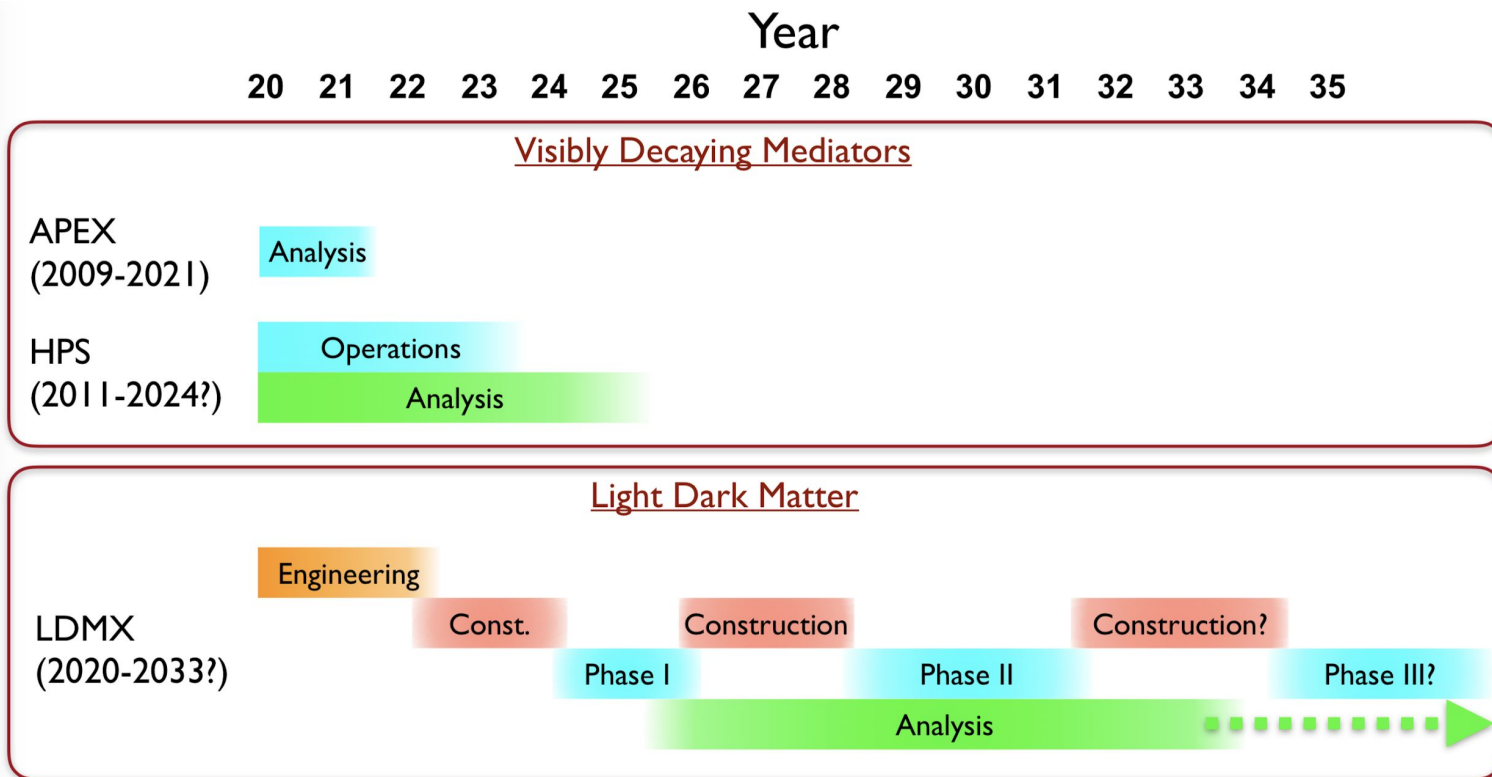 Year
20 21 22 23 24 25 26 27 28 29 30 31 32 33 34 35
Visibly Decaying Mediators
APEX
(2009-2021)
Analysis
HPS
(2011-2024?)
Operations
Analysis
Light Dark Matter
LDMX
(2020-2033?)
Engineering
Const. Construction Construction?
Phase I Phase II Phase III?
Analysis